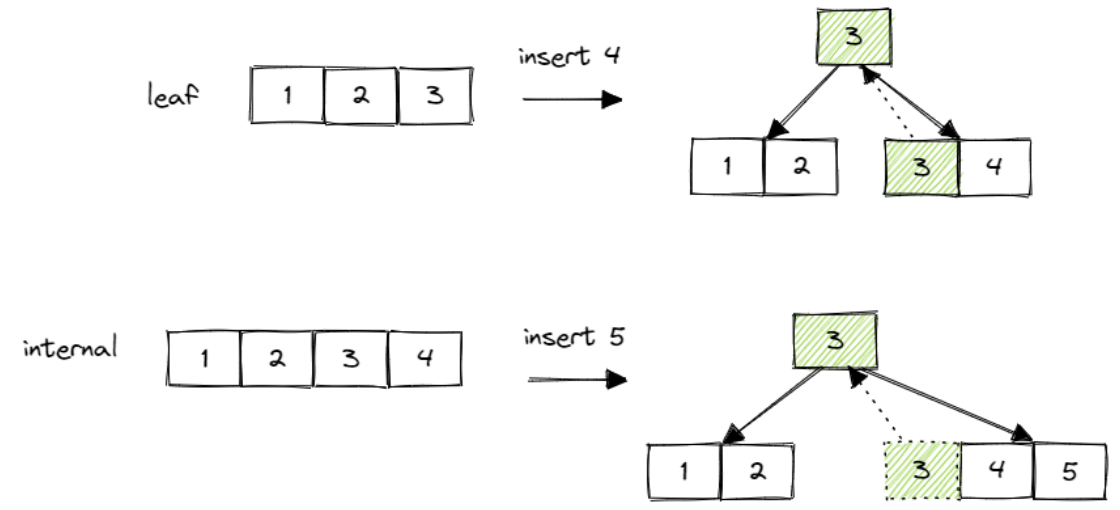 3
insert 4
leaf 1 2 3
1 2 3 4
3
insert 5
internal 1 2 3 4
1 2 3 4 5